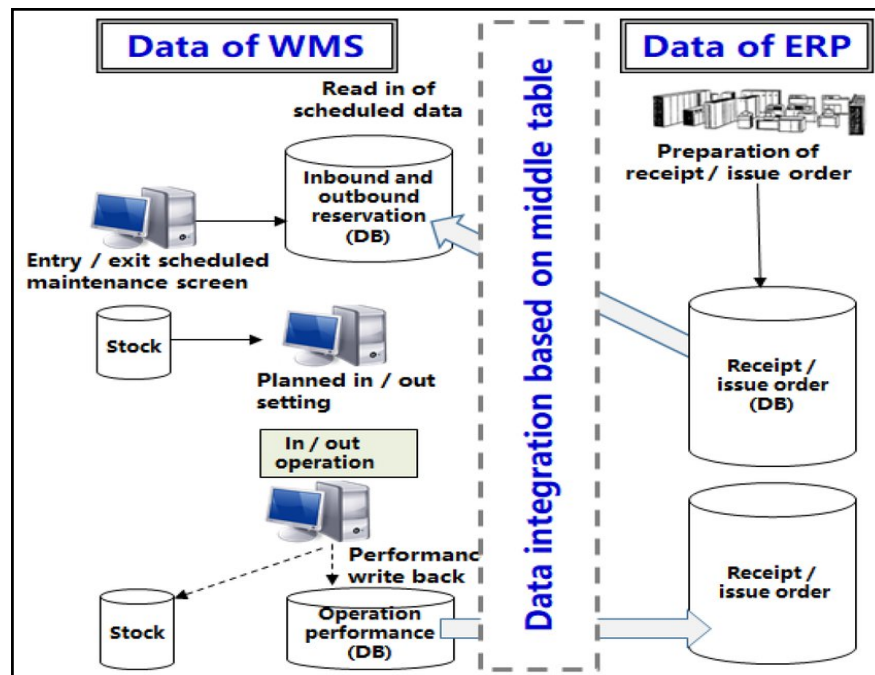 Data of WMS
Data of ERP
Read in of
scheduled data
Inbound and
outbound
reservation
(DB)
Entry / exit scheduled
maintenance screen
Stock
Planned in / out
setting
In / out
operation
Performanc
write back
Stock
Operation
performance
(DB)
Data integration based on middle table
Preparation of
receipt / issue order
Receipt /
issue order
(DB)
Receipt /
issue order